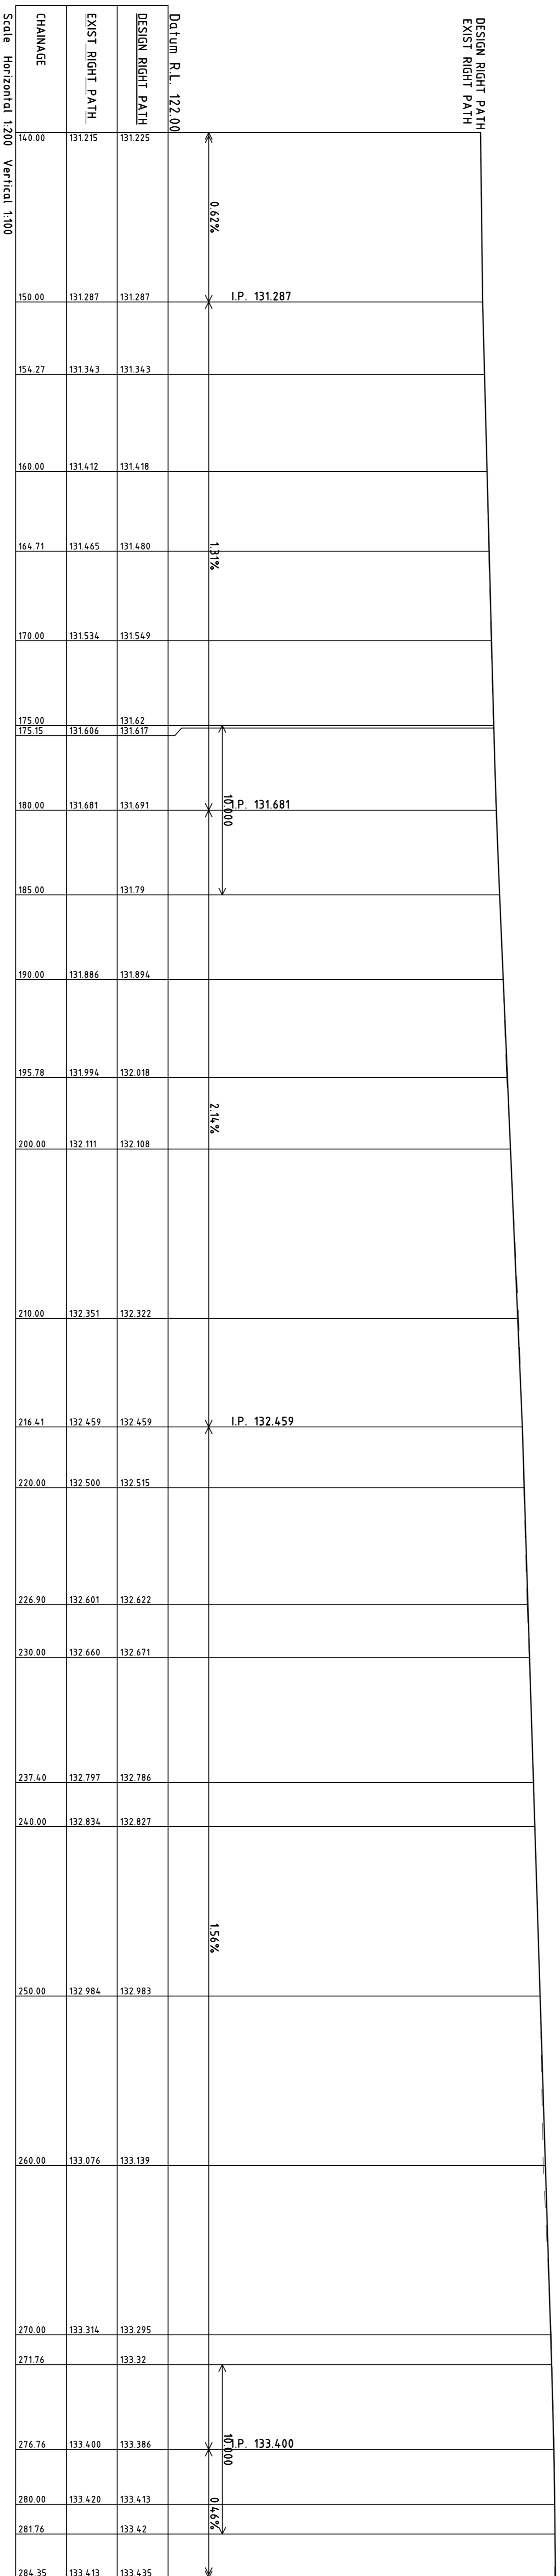 DESIGN RIGHT PATH
EXIST RIGHT PATH
Datum R.L. 122.00
DESIGN RIGHT PATH
EXIST RIGHT PATH
CHAINAGE
Scale Horizontal 1:200 Vertical 1:100
140.00 131.215 131.225
0.62%
150.00 131.287 131.287 I.P. 131.287
154.27 131.343 131.343
160.00 131.412 131.418
164.71 131.465 131.480
1.31%
170.00 131.534 131.549
175.00 131.62
175.15 131.606 131.617
180.00 131.681 131.691 I.P. 131.681
10.000
185.00 131.79
190.00 131.886 131.894
195.78 131.994 132.018
2.14%
200.00 132.111 132.108
210.00 132.351 132.322
216.41 132.459 132.459 I.P. 132.459
220.00 132.500 132.515
226.90 132.601 132.622
230.00 132.660 132.671
237.40 132.797 132.786
240.00 132.834 132.827
1.56%
250.00 132.984 132.983
260.00 133.076 133.139
270.00 133.314 133.295
271.76 133.32
276.76 133.400 133.386 I.P. 133.400
10.000
280.00 133.420 133.413
0.46%
281.76 133.42
284.35 133.413 133.435